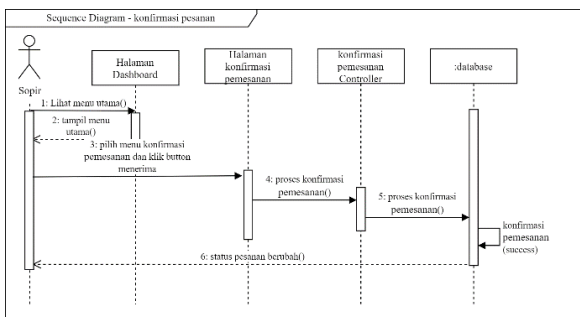 Sequence Diagram - konfirmasi pesanan
Sopir
Halaman
Dashboard
Halaman
konfirmasi
pemesanan
konfirmasi
pemesanan
Controller
:database
1: Lihat menu utama()
2: tampil menu
utama()
3: pilih menu konfirmasi
pemesanan dan klik button
menerima
4: proses konfirmasi
pemesanan()
5: proses konfirmasi
pemesanan()
konfirmasi
pemesanan
(success)
6: status pesanan berubah()